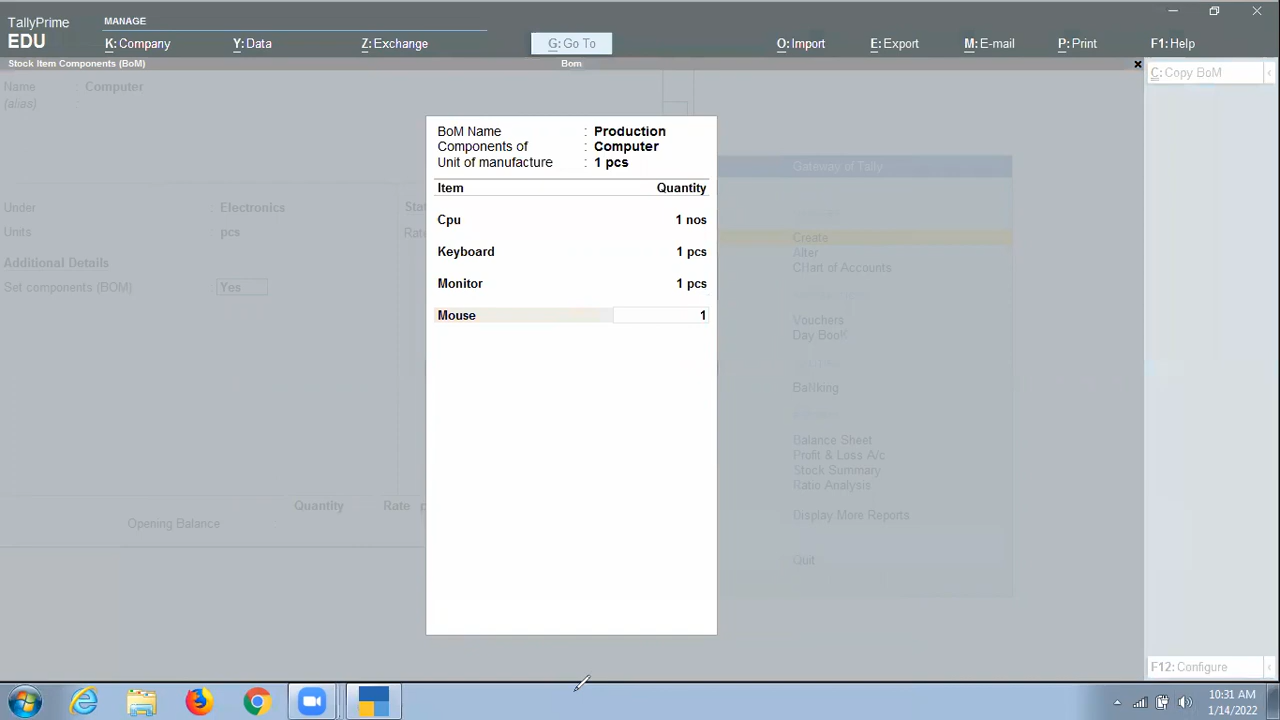 TallyPrime
MANAGE
EDU
K: Company
Y: Data
Z: Exchange
G: Go To
O: Import
E: Export
M: E-mail
P: Print
F1: Help
Stock Item Components (BoM)
Bom
C: Copy BoM
Name Computer
(alias)
BoM Name : Production
Components of : Computer
Unit of manufacture : 1 pcs
Item Quantity
Cpu 1 nos
Keyboard 1 pcs
Monitor 1 pcs
Mouse 1
Under : Electronics
Units : pcs
Additional Details
Set components (BOM) : Yes
Stat
Rate
Quantity Rate p
Opening Balance
Gateway of Tally
Create
Alter
CHart of Accounts
Vouchers
Day BooK
BaNking
Balance Sheet
Profit & Loss A/c
Stock Summary
Ratio Analysis
Display More Reports
Quit
F12: Configure
10:31 AM
1/14/2022